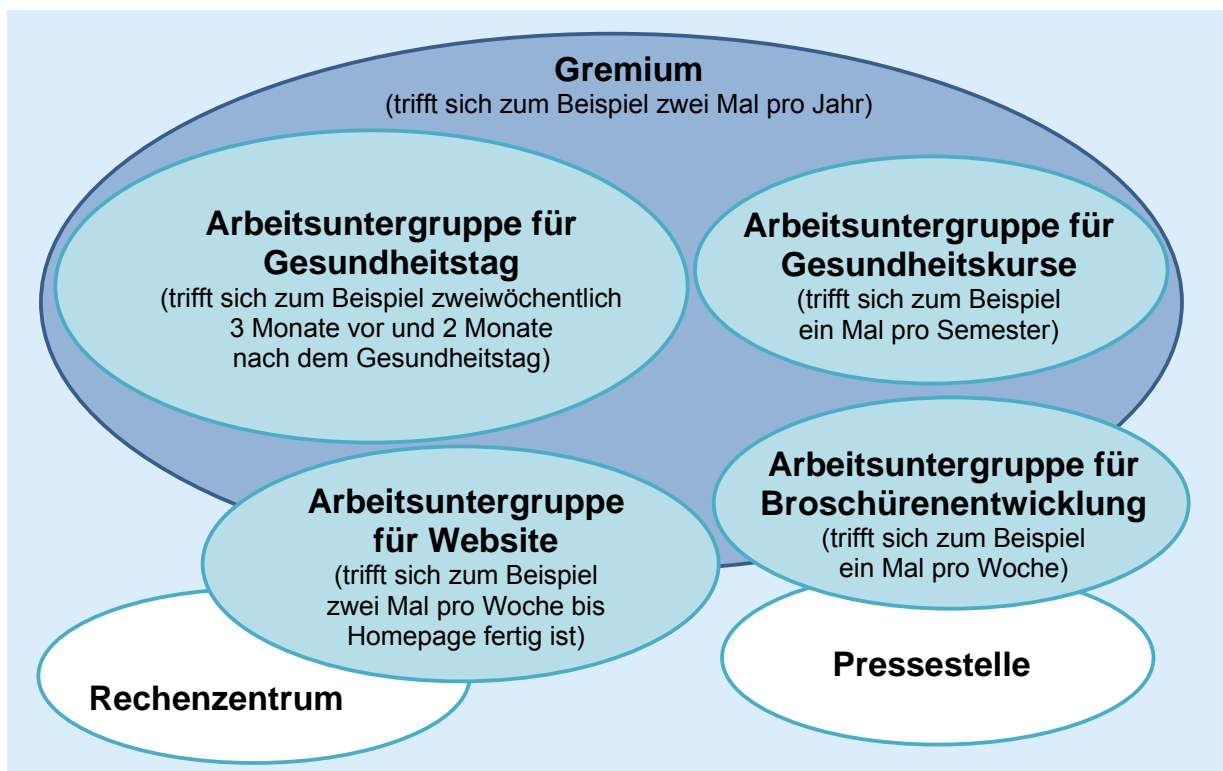 Gremium
(trifft sich zum Beispiel zwei Mal pro Jahr)
Arbeitsuntergruppe für
Gesundheitstag
(trifft sich zum Beispiel zweiwöchentlich
3 Monate vor und 2 Monate
nach dem Gesundheitstag)
Arbeitsuntergruppe für
Gesundheitskurse
(trifft sich zum Beispiel
ein Mal pro Semester)
Arbeitsuntergruppe
für Website
(trifft sich zum Beispiel
zwei Mal pro Woche bis
Homepage fertig ist)
Arbeitsuntergruppe für
Broschürenentwicklung
(trifft sich zum Beispiel
ein Mal pro Woche)
Rechenzentrum
Pressestelle